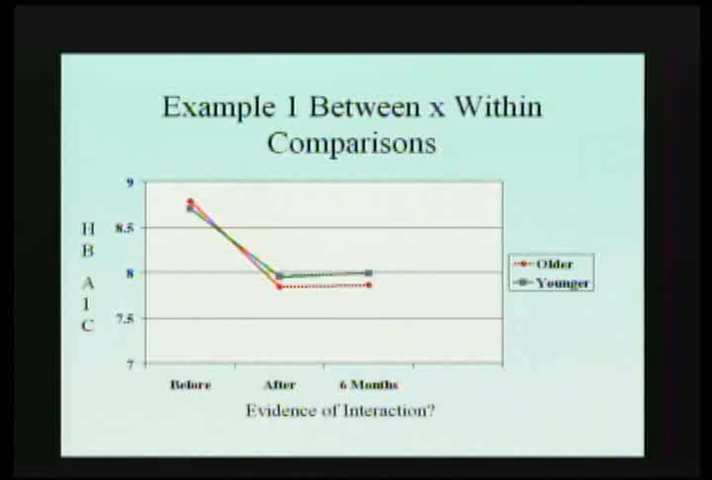 Example 1 Between x Within
Comparisons
9
8.5
8
7.5
7
H
B
A
1
C
Before
After
6 Months
Older
Younger
Evidence of Interaction?